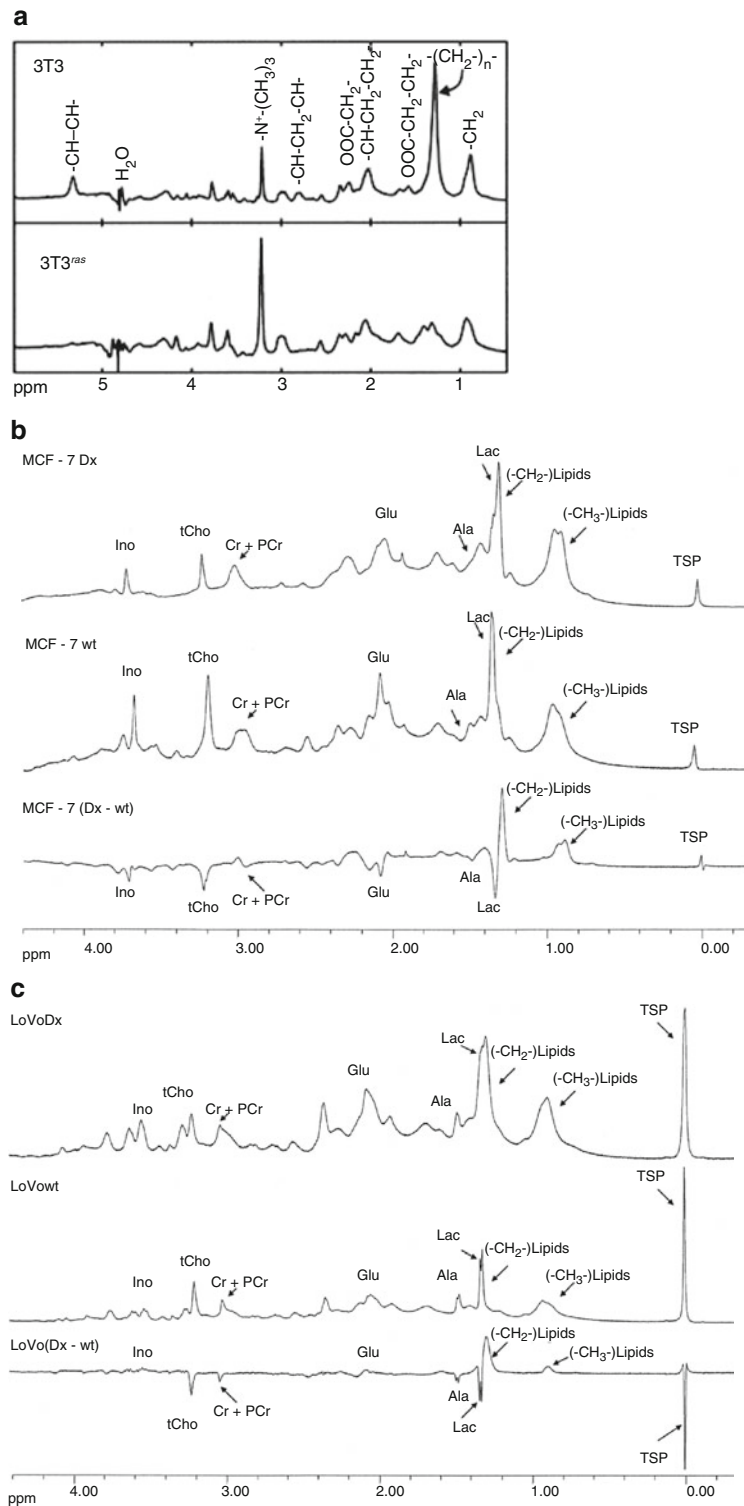 a
3T3
-CH–CH-
H2O
-N+-(CH3)3
-CH-CH2-CH-
OOC-CH2-
-CH-CH2-CH2-
OOC-CH2-CH2-
-(CH2-)n-
-CH2
3T3ras
ppm 5 4 3 2 1
b
MCF - 7 Dx
Ino
tCho
Cr + PCr
Glu
Ala
Lac
(-CH2-)Lipids
(-CH3-)Lipids
TSP
MCF - 7 wt
Ino
tCho
Cr + PCr
Glu
Ala
Lac
(-CH2-)Lipids
(-CH3-)Lipids
TSP
MCF - 7 (Dx - wt)
Ino
tCho
Cr + PCr
Glu
Ala
Lac
(-CH2-)Lipids
(-CH3-)Lipids
TSP
ppm 4.00 3.00 2.00 1.00 0.00
c
LoVoDx
Ino
tCho
Cr + PCr
Glu
Ala
Lac
(-CH2-)Lipids
(-CH3-)Lipids
TSP
LoVowt
Ino
tCho
Cr + PCr
Glu
Ala
Lac
(-CH2-)Lipids
(-CH3-)Lipids
TSP
LoVo(Dx - wt)
Ino
tCho
Cr + PCr
Glu
Ala
Lac
(-CH2-)Lipids
(-CH3-)Lipids
TSP
ppm 4.00 3.00 2.00 1.00 0.00